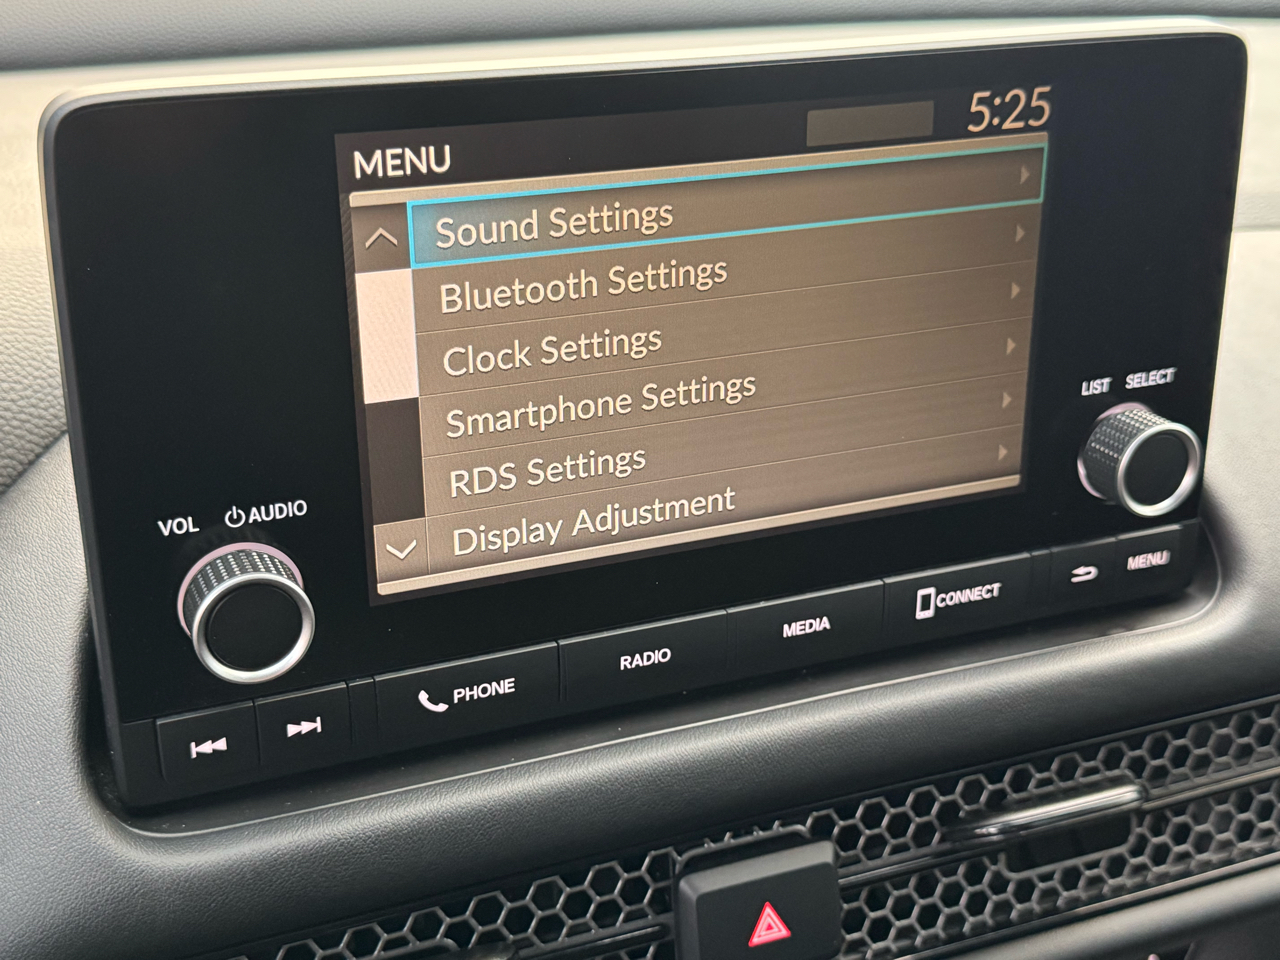 MENU
5:25
Sound Settings
Bluetooth Settings
Clock Settings
Smartphone Settings
RDS Settings
Display Adjustment
LIST SELECT
VOL AUDIO
PHONE
RADIO
MEDIA
CONNECT
MENU